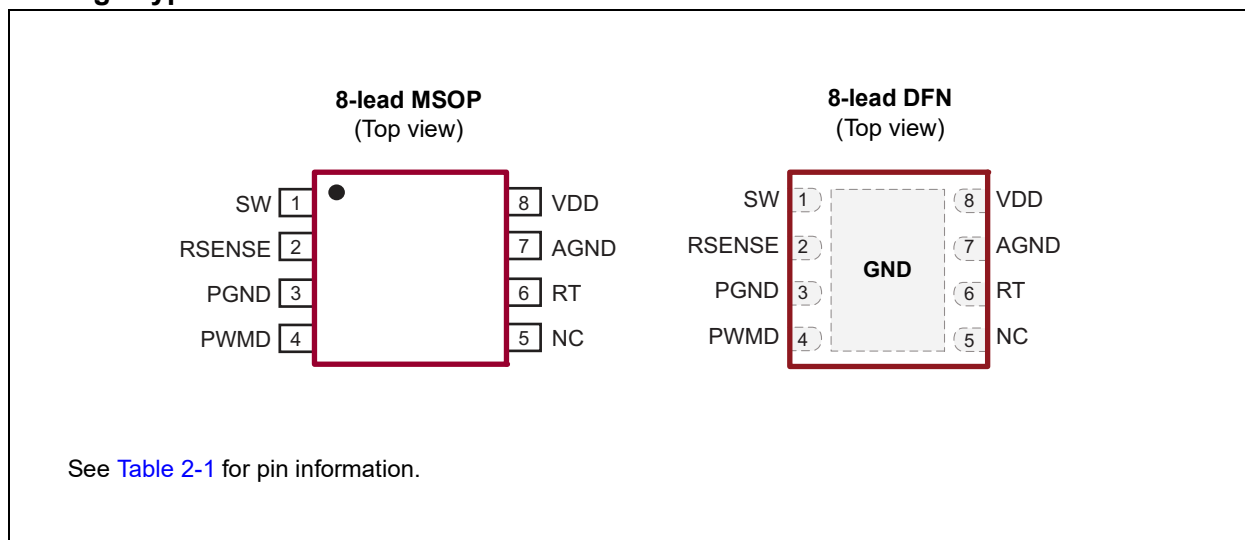 8-lead MSOP
(Top view)
SW 1
RSENSE 2
PGND 3
PWMD 4
8 VDD
7 AGND
6 RT
5 NC
8-lead DFN
(Top view)
SW 1
RSENSE 2
PGND 3
PWMD 4
GND
8 VDD
7 AGND
6 RT
5 NC
See Table 2-1 for pin information.